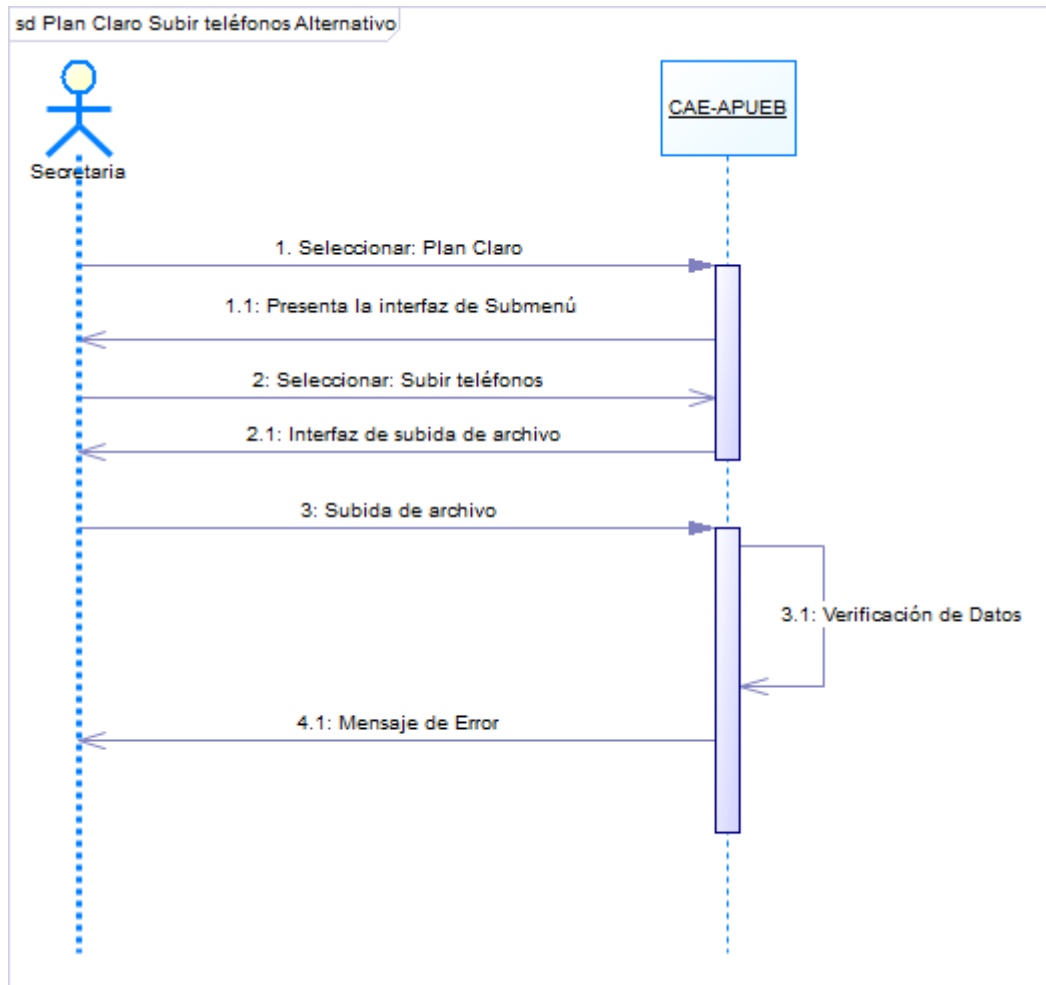 sd Plan Claro Subir teléfonos Alternativo
CAE-APUEB
Secretaria
1. Seleccionar: Plan Claro
1.1: Presenta la interfaz de Submenú
2: Seleccionar: Subir teléfonos
2.1: Interfaz de subida de archivo
3: Subida de archivo
3.1: Verificación de Datos
4.1: Mensaje de Error